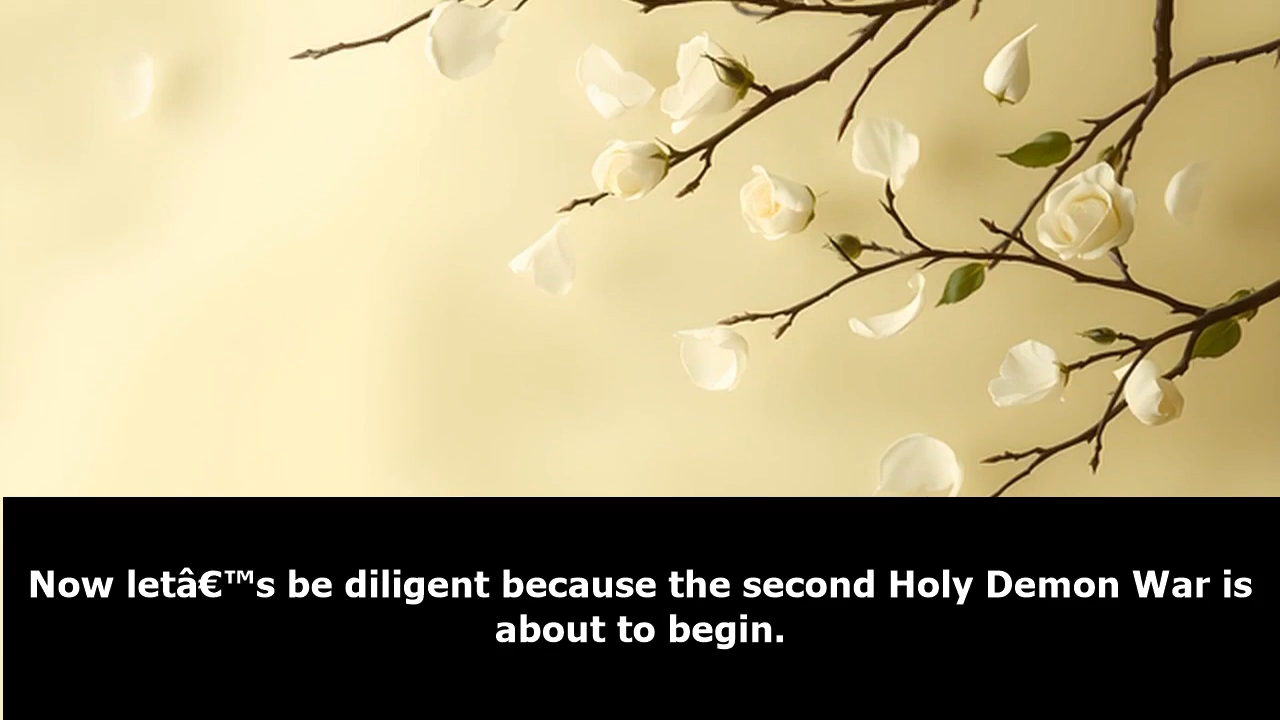 Now letâ€™s be diligent because the second Holy Demon War is
about to begin.